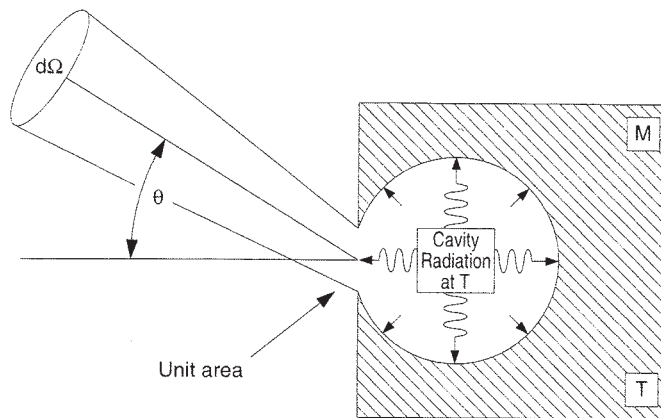 dΩ
M
θ
Cavity
Radiation
at T
Unit area
T